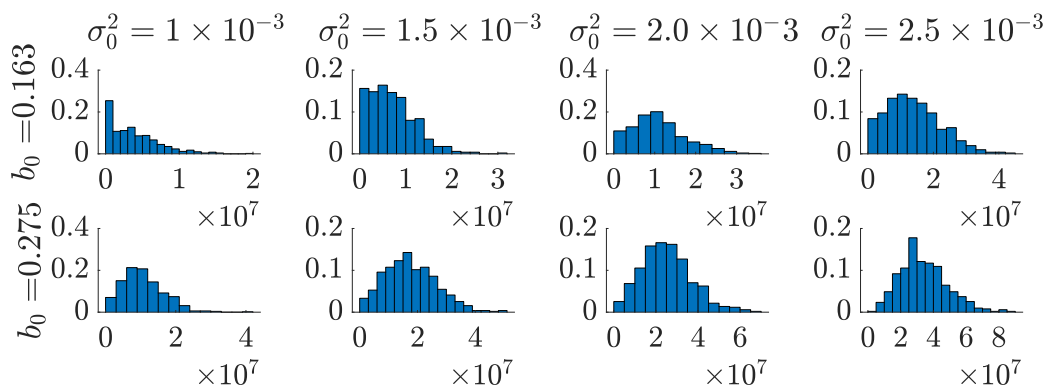 σ₀² = 1 × 10⁻³ σ₀² = 1.5 × 10⁻³ σ₀² = 2.0 × 10⁻3 σ₀² = 2.5 × 10⁻³
b₀ =0.163
0.4 0.2 0.4 0.2
0.2 0.1 0.2 0.1
0 0 0 0
0 1 2 0 1 2 3 0 1 2 3 0 2 4
×10⁷ ×10⁷ ×10⁷ ×10⁷
b₀ =0.275
0.4 0.2 0.2 0.2
0.2 0.1 0.1 0.1
0 0 0 0
0 2 4 0 2 4 0 2 4 6 0 2 4 6 8
×10⁷ ×10⁷ ×10⁷ ×10⁷